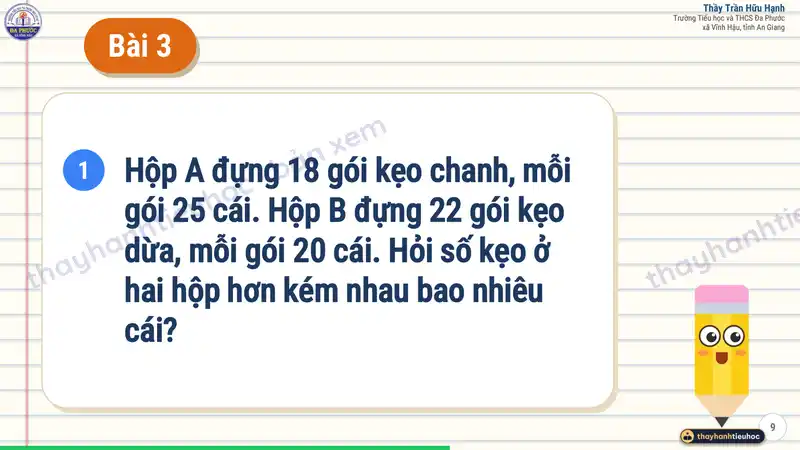 Thầy Trần Hữu Hạnh
Trường Tiểu học và THCS Đa Phước
xã Vĩnh Hậu, tỉnh An Giang
ĐA PHƯỚC
Bài 3
1
Hộp A đựng 18 gói kẹo chanh, mỗi
gói 25 cái. Hộp B đựng 22 gói kẹo
dừa, mỗi gói 20 cái. Hỏi số kẹo ở
hai hộp hơn kém nhau bao nhiêu
cái?
thayhanhtieuhoc
9